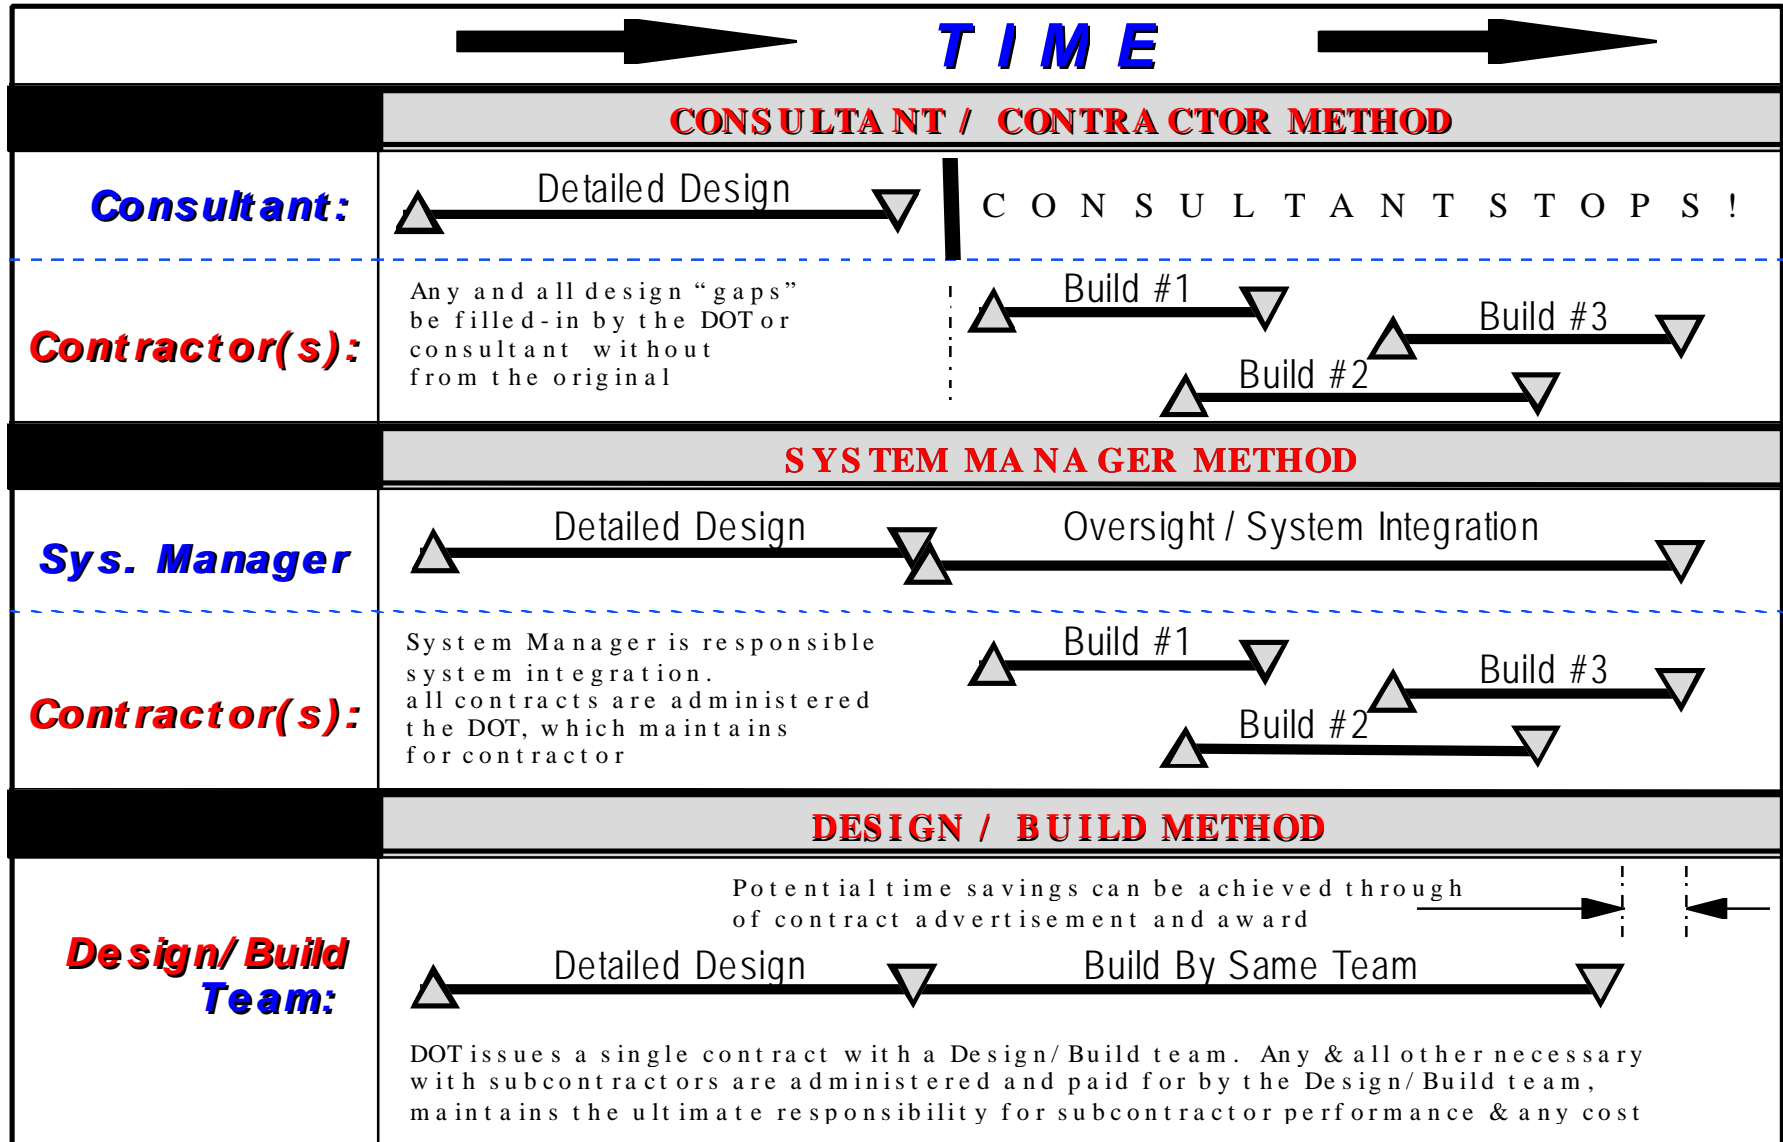 TIME
CONSULTANT / CONTRACTOR METHOD
Consultant:
Detailed Design
CONSULTANT STOPS!
Contractor(s):
Any and all design “gaps”
be filled-in by the DOT or
consultant without
from the original
Build #1
Build #3
Build #2
SYSTEM MANAGER METHOD
Sys. Manager
Detailed Design
Oversight / System Integration
Contractor(s):
System Manager is responsible
system integration.
all contracts are administered
the DOT, which maintains
for contractor
Build #1
Build #3
Build #2
DESIGN / BUILD METHOD
Potential time savings can be achieved through
of contract advertisement and award
Design/Build
Team:
Detailed Design
Build By Same Team
DOT issues a single contract with a Design/Build team. Any & all other necessary
with subcontractors are administered and paid for by the Design/Build team,
maintains the ultimate responsibility for subcontractor performance & any cost